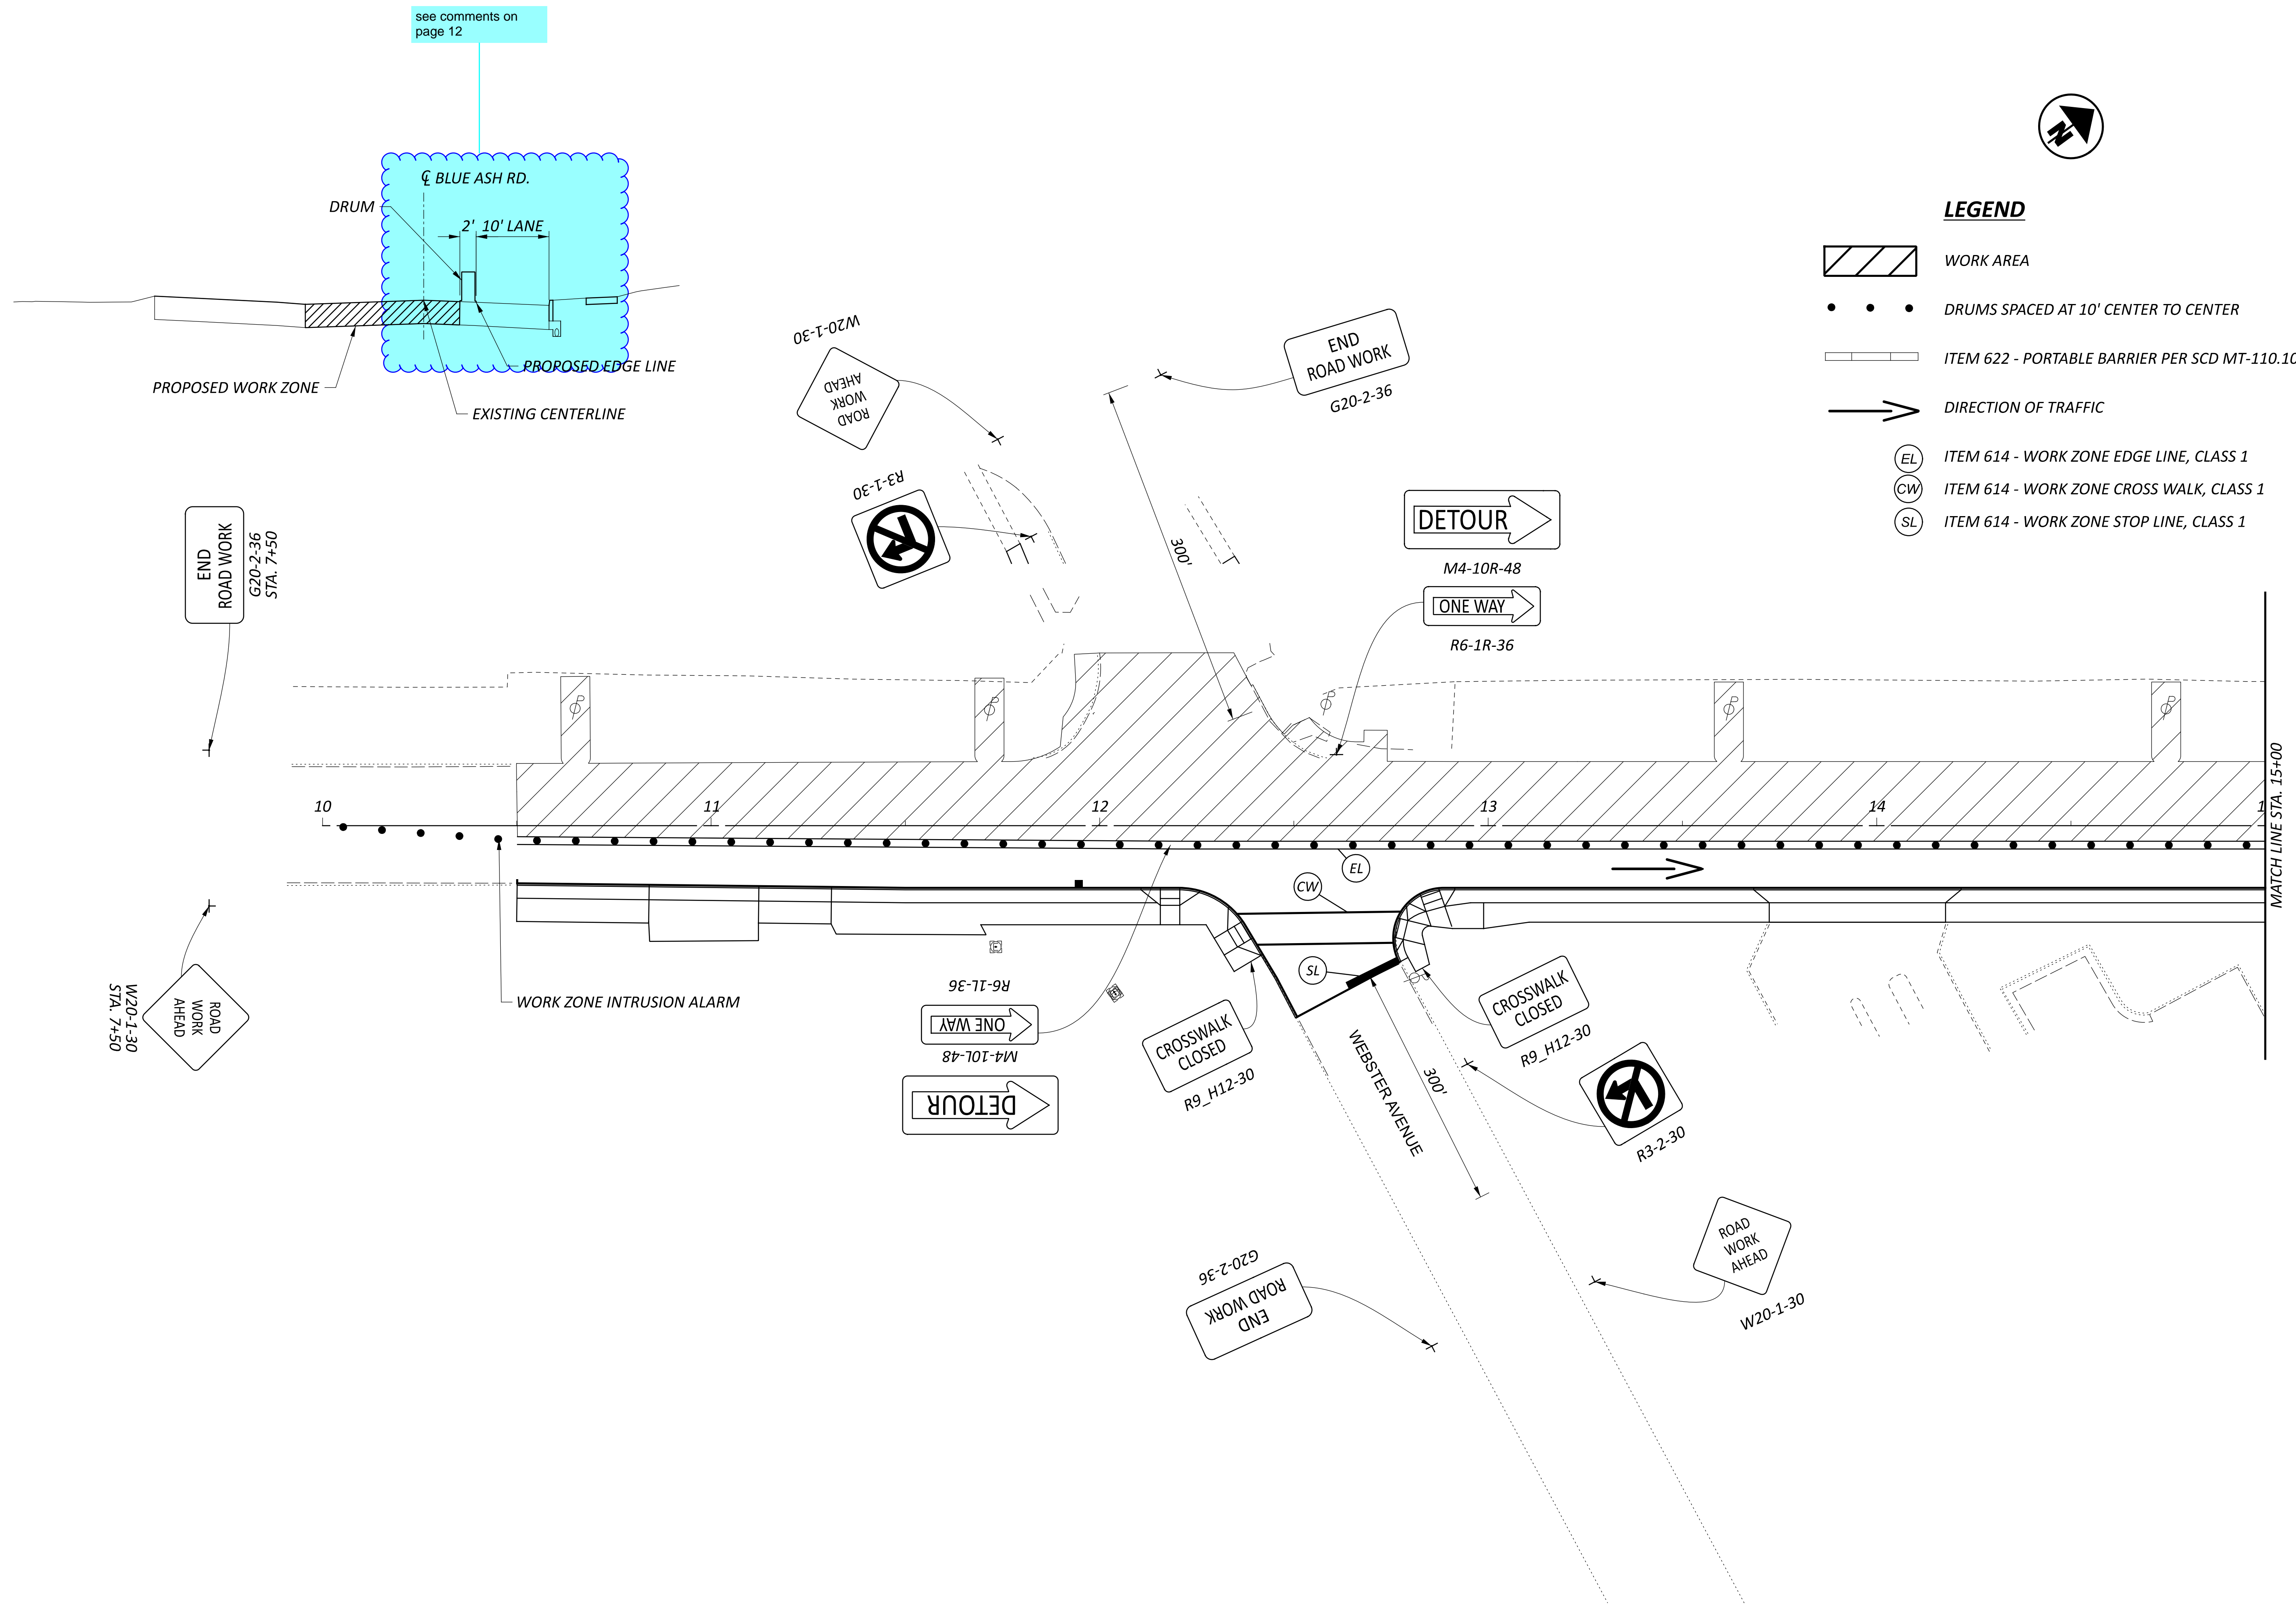 see comments on
page 12
℄ BLUE ASH RD.
DRUM
2' 10' LANE
PROPOSED EDGE LINE
PROPOSED WORK ZONE
EXISTING CENTERLINE
N
LEGEND
WORK AREA
DRUMS SPACED AT 10' CENTER TO CENTER
ITEM 622 - PORTABLE BARRIER PER SCD MT-110.10
DIRECTION OF TRAFFIC
EL ITEM 614 - WORK ZONE EDGE LINE, CLASS 1
CW ITEM 614 - WORK ZONE CROSS WALK, CLASS 1
SL ITEM 614 - WORK ZONE STOP LINE, CLASS 1
W20-1-30
ROAD
WORK
AHEAD
END
ROAD WORK
G20-2-36
R3-1-30
300'
DETOUR
M4-10R-48
ONE WAY
R6-1R-36
END
ROAD WORK
G20-2-36
STA. 7+50
10
11
12
13
14
1
MATCH LINE STA. 15+00
EL
CW
SL
ROAD
WORK
AHEAD
W20-1-30
STA. 7+50
WORK ZONE INTRUSION ALARM
R6-1L-36
ONE WAY
M4-10L-48
DETOUR
CROSSWALK
CLOSED
R9_H12-30
WEBSTER AVENUE
300'
CROSSWALK
CLOSED
R9_H12-30
R3-2-30
ROAD
WORK
AHEAD
W20-1-30
G20-2-36
END
ROAD WORK